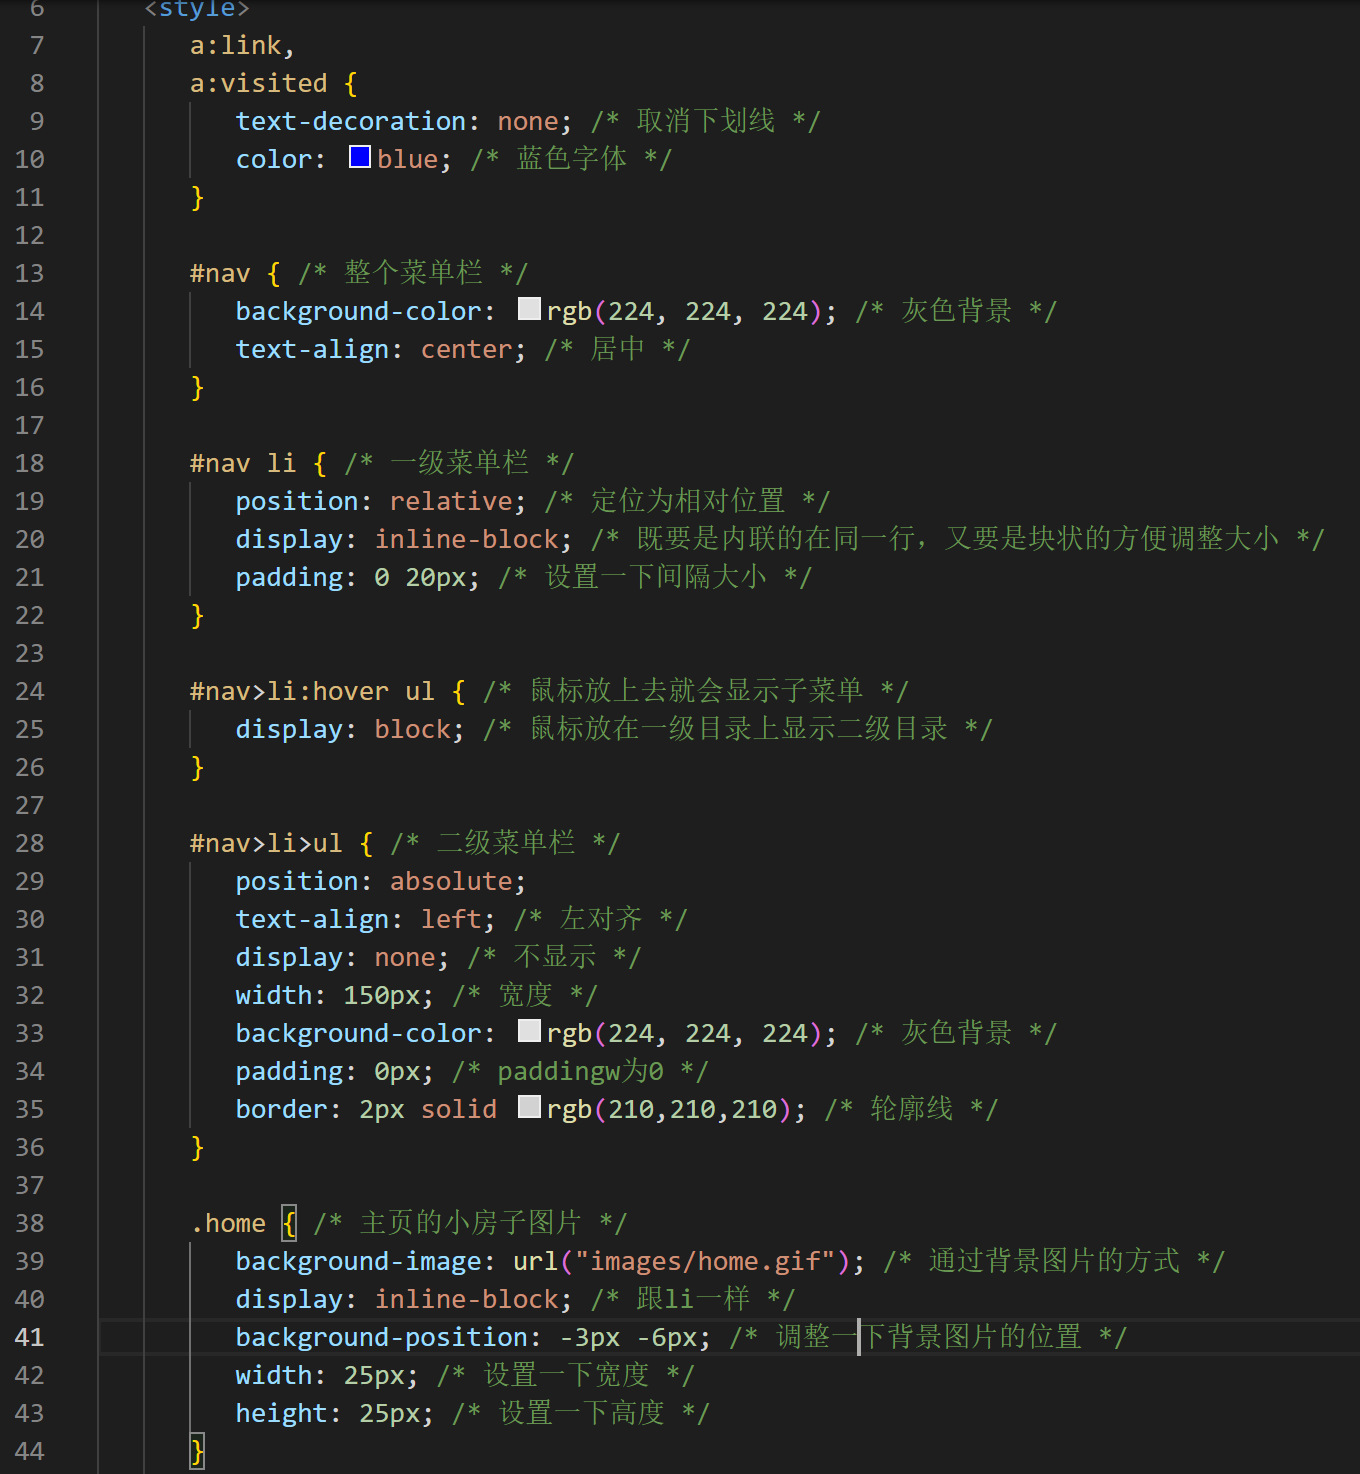 6 <style>
7 a:link,
8 a:visited {
9 text-decoration: none; /* 取消下划线 */
10 color: blue; /* 蓝色字体 */
11 }
12
13 #nav { /* 整个菜单栏 */
14 background-color: rgb(224, 224, 224); /* 灰色背景 */
15 text-align: center; /* 居中 */
16 }
17
18 #nav li { /* 一级菜单栏 */
19 position: relative; /* 定位为相对位置 */
20 display: inline-block; /* 既要是内联的在同一行，又要是块状的方便调整大小 */
21 padding: 0 20px; /* 设置一下间隔大小 */
22 }
23
24 #nav>li:hover ul { /* 鼠标放上去就会显示子菜单 */
25 display: block; /* 鼠标放在一级目录上显示二级目录 */
26 }
27
28 #nav>li>ul { /* 二级菜单栏 */
29 position: absolute;
30 text-align: left; /* 左对齐 */
31 display: none; /* 不显示 */
32 width: 150px; /* 宽度 */
33 background-color: rgb(224, 224, 224); /* 灰色背景 */
34 padding: 0px; /* paddingw为0 */
35 border: 2px solid rgb(210,210,210); /* 轮廓线 */
36 }
37
38 .home { /* 主页的小房子图片 */
39 background-image: url("images/home.gif"); /* 通过背景图片的方式 */
40 display: inline-block; /* 跟li一样 */
41 background-position: -3px -6px; /* 调整一下背景图片的位置 */
42 width: 25px; /* 设置一下宽度 */
43 height: 25px; /* 设置一下高度 */
44 }